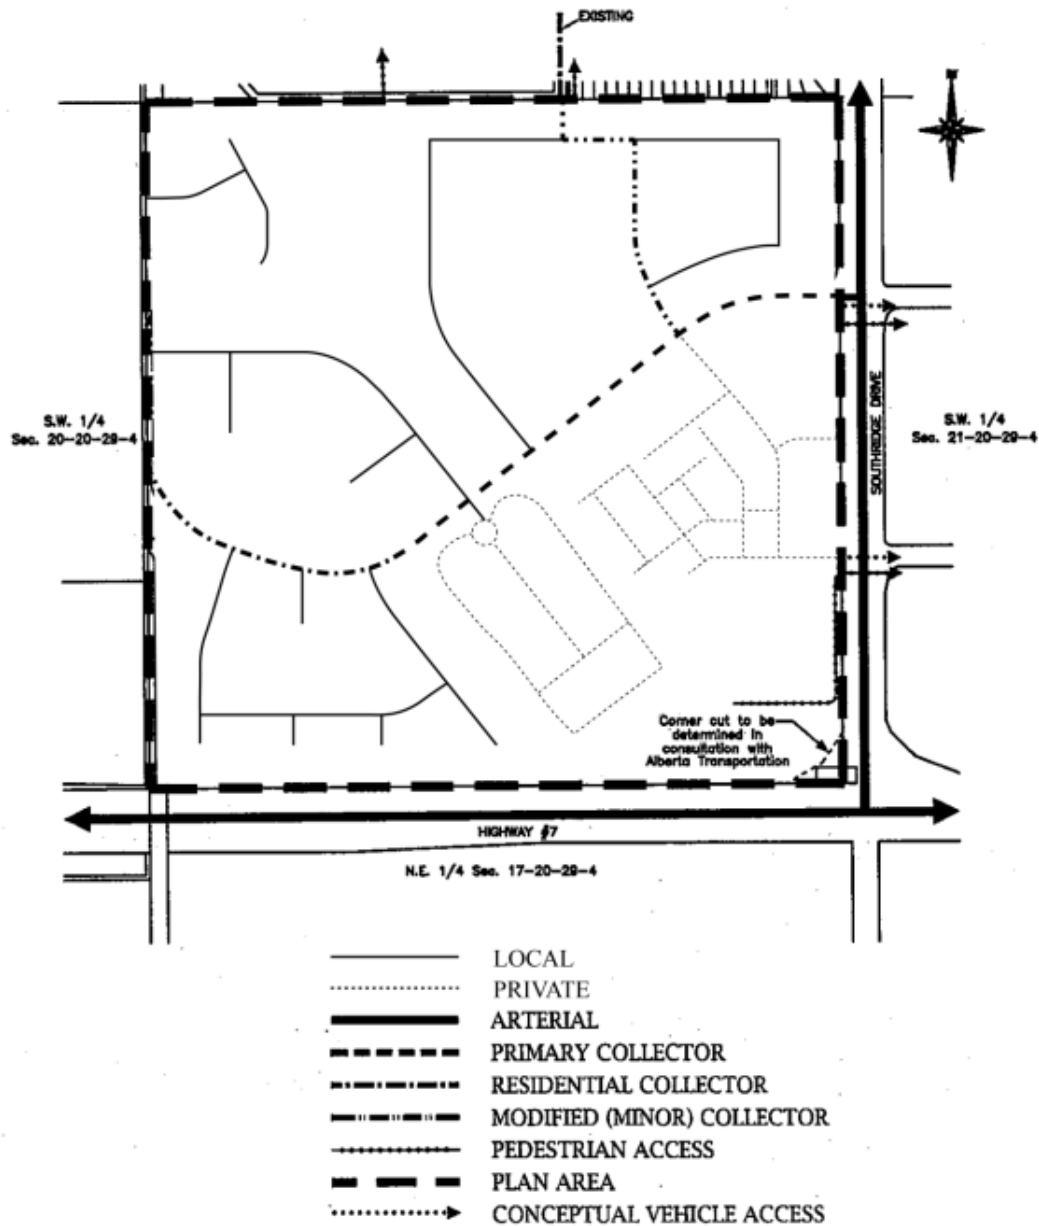 EXISTING
S.W. 1/4
Sec. 20-20-29-4
SOUTHRIDGE DRIVE
S.W. 1/4
Sec. 21-20-29-4
Corner cut to be
determined in
consultation with
Alberta Transportation
HIGHWAY #7
N.E. 1/4 Sec. 17-20-29-4
LOCAL
PRIVATE
ARTERIAL
PRIMARY COLLECTOR
RESIDENTIAL COLLECTOR
MODIFIED (MINOR) COLLECTOR
PEDESTRIAN ACCESS
PLAN AREA
CONCEPTUAL VEHICLE ACCESS